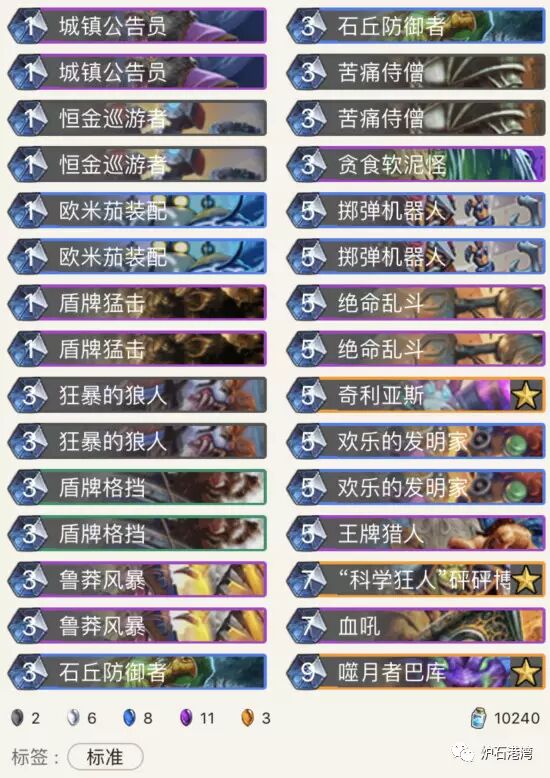 1 城镇公告员
1 城镇公告员
1 恒金巡游者
1 恒金巡游者
1 欧米茄装配
1 欧米茄装配
1 盾牌猛击
1 盾牌猛击
3 狂暴的狼人
3 狂暴的狼人
3 盾牌格挡
3 盾牌格挡
3 鲁莽风暴
3 鲁莽风暴
3 石丘防御者
3 石丘防御者
3 苦痛侍僧
3 苦痛侍僧
3 贪食软泥怪
5 掷弹机器人
5 掷弹机器人
5 绝命乱斗
5 绝命乱斗
5 奇利亚斯
5 欢乐的发明家
5 欢乐的发明家
5 王牌猎人
7 “科学狂人”砰砰博
7 血吼
9 噬月者巴库
2 6 8 11 3 10240
标签： 标准
炉石港湾